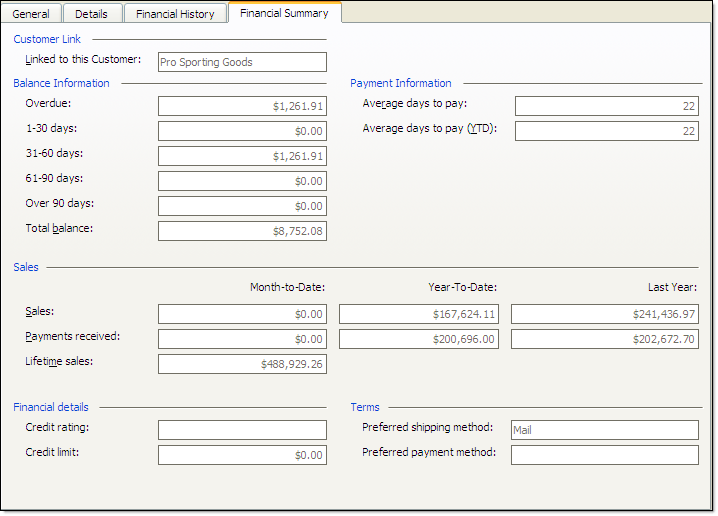 General Details Financial History Financial Summary
Customer Link
Linked to this Customer: Pro Sporting Goods
Balance Information
Overdue: $1,261.91
1-30 days: $0.00
31-60 days: $1,261.91
61-90 days: $0.00
Over 90 days: $0.00
Total balance: $8,752.08
Payment Information
Average days to pay: 22
Average days to pay (YTD): 22
Sales
Month-to-Date: Year-To-Date: Last Year:
Sales: $0.00 $167,624.11 $241,436.97
Payments received: $0.00 $200,696.00 $202,672.70
Lifetime sales: $488,929.26
Financial details
Credit rating:
Credit limit: $0.00
Terms
Preferred shipping method: Mail
Preferred payment method: